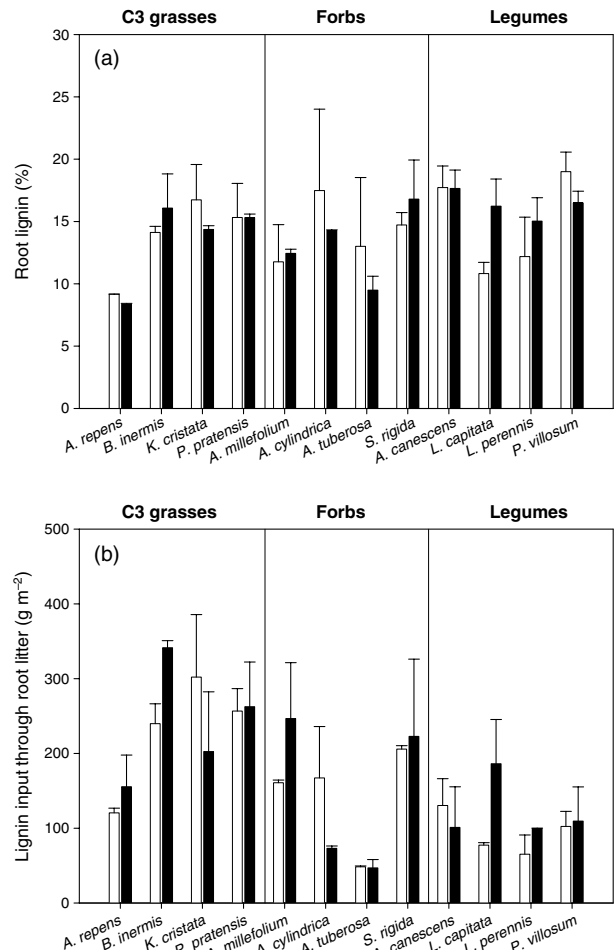 C3 grasses Forbs Legumes
(a)
Root lignin (%)
30
25
20
15
10
5
0
A. repens
B. inermis
K. cristata
P. pratensis
A. millefolium
A. cylindrica
A. tuberosa
S. rigida
A. canescens
L. capitata
L. perennis
P. villosum
C3 grasses Forbs Legumes
(b)
Lignin input through root litter (g m⁻²)
500
400
300
200
100
0
A. repens
B. inermis
K. cristata
P. pratensis
A. millefolium
A. cylindrica
A. tuberosa
S. rigida
A. canescens
L. capitata
L. perennis
P. villosum